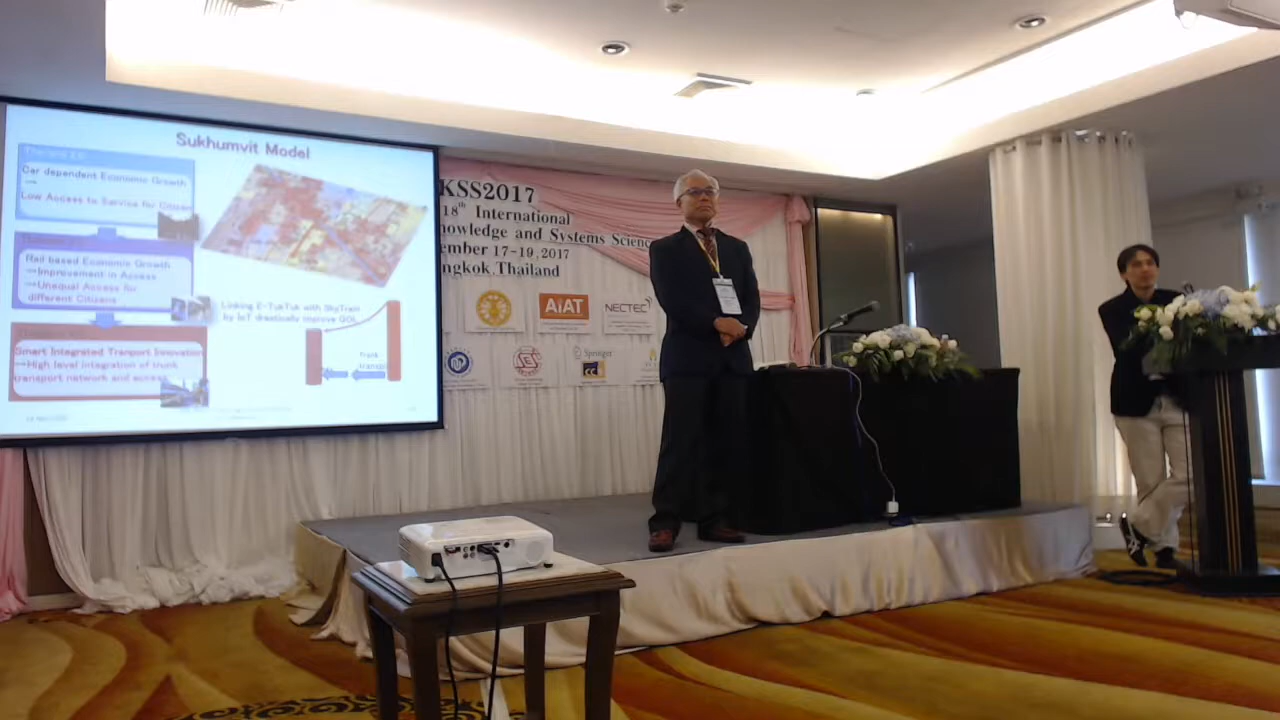 Sukhumvit Model
Car dependent Economic Growth
Low Access to Service for Citizen
Rail based Economic Growth
Improvement in Access
Unequal Access for
different Citizens
Smart Integrated Tranport Innovation
High level integration of trunk
transport network and access
Linking E-TukTuk with SkyTrain
by IoT drastically improve QOL
Trunk
transpo
KSS2017
18th International
nowledge and Systems Scienc
ember 17-19, 2017
ngkok, Thailand
AIAT
NECTEC
Springer